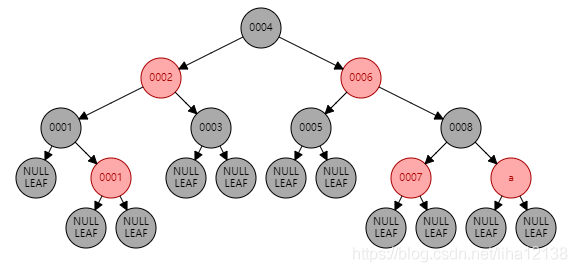 0004
0002
0006
0001
0003
0005
0008
NULL
LEAF
0001
NULL
LEAF
NULL
LEAF
NULL
LEAF
NULL
LEAF
0007
a
NULL
LEAF
NULL
LEAF
NULL
LEAF
NULL
LEAF
NULL
LEAF
NULL
LEAF
https://blog.csdn.net/liha12138